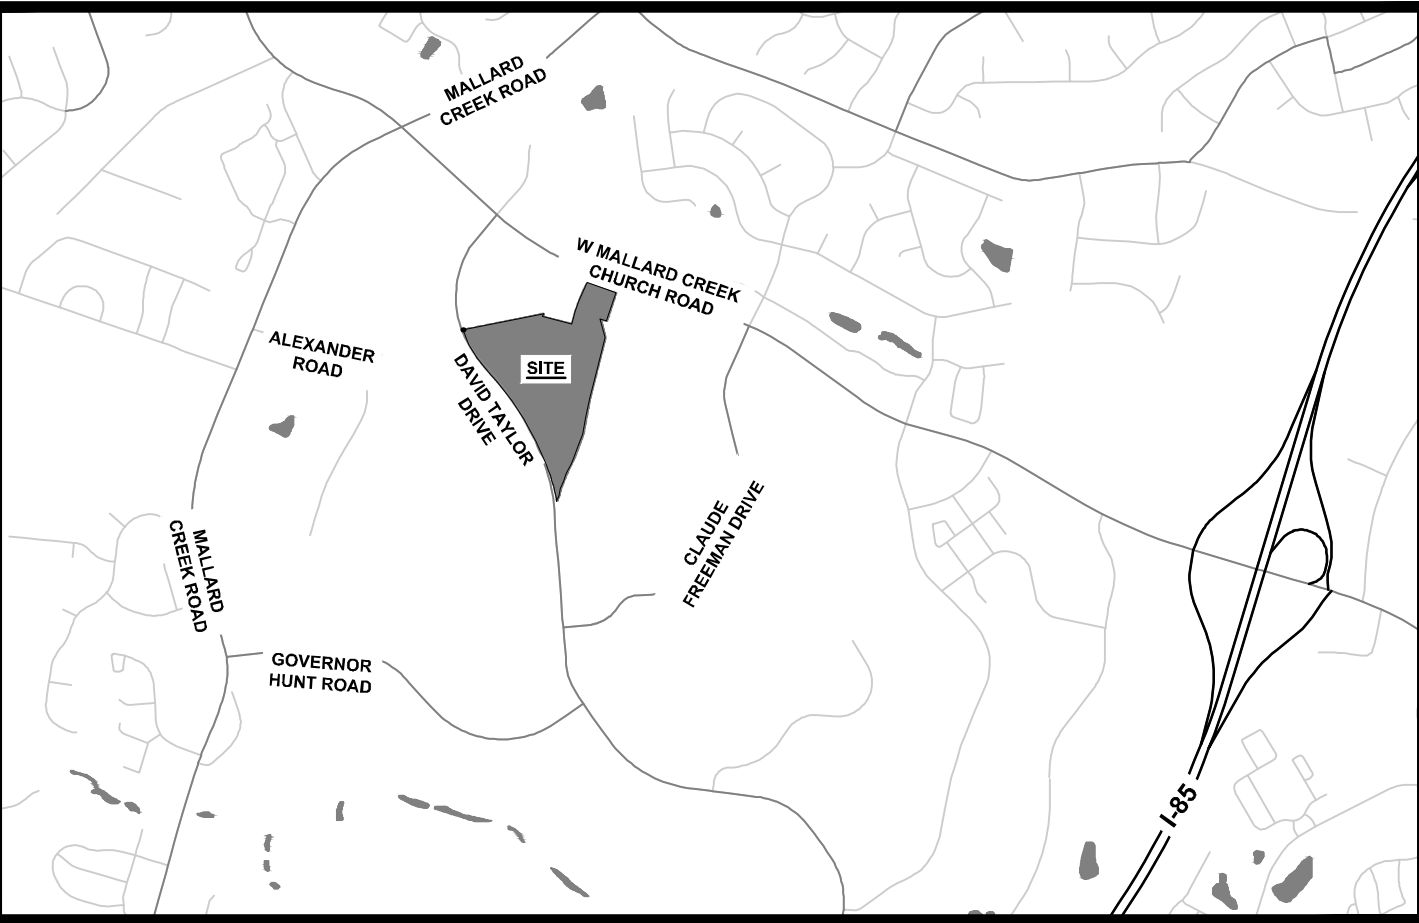 MALLARD
CREEK ROAD
W MALLARD CREEK
CHURCH ROAD
ALEXANDER
ROAD
SITE
DAVID TAYLOR
DRIVE
CLAUDE
FREEMAN DRIVE
MALLARD
CREEK ROAD
GOVERNOR
HUNT ROAD
I-85